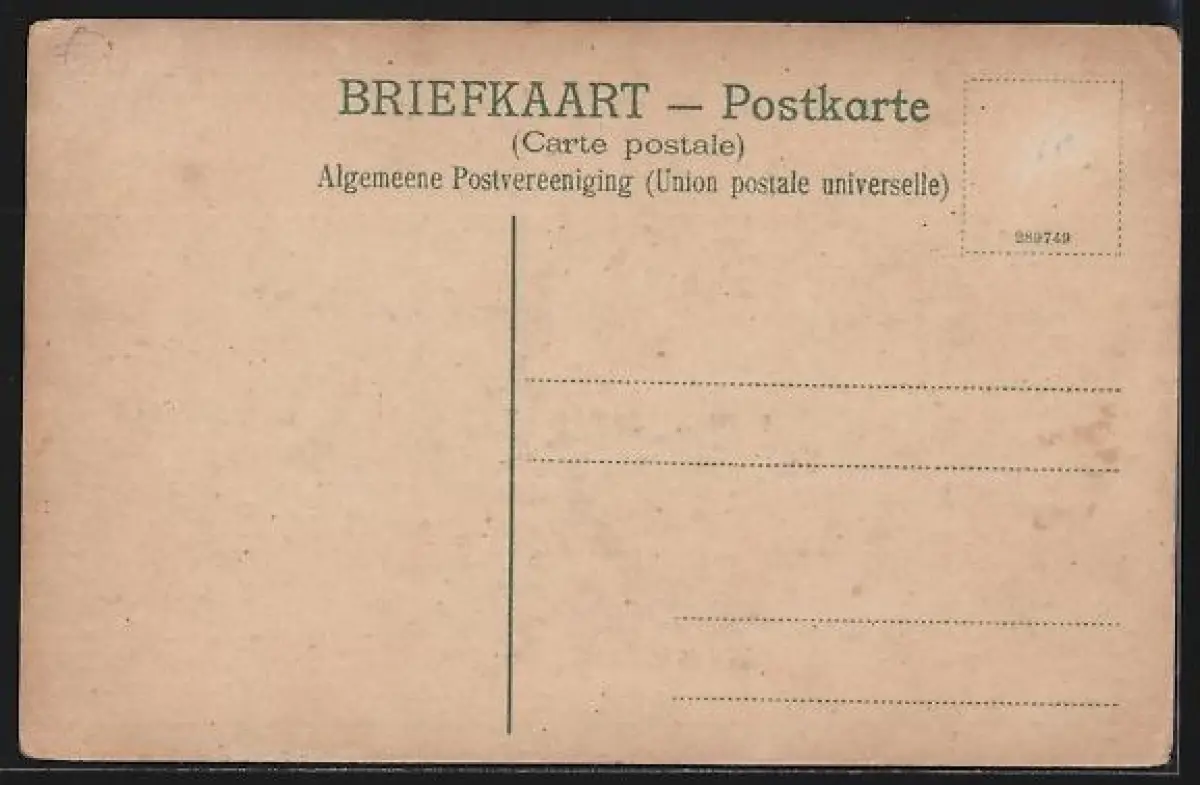 BRIEFKAART — Postkarte
(Carte postale)
Algemeene Postvereeniging (Union postale universelle)
289749